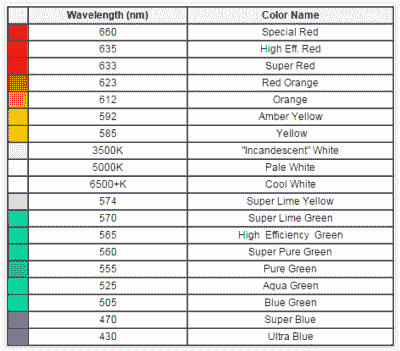 Wavelength (nm) Color Name
660 Special Red
635 High Eff. Red
633 Super Red
623 Red Orange
612 Orange
592 Amber Yellow
585 Yellow
3500K "Incandescent" White
5000K Pale White
6500+K Cool White
574 Super Lime Yellow
570 Super Lime Green
565 High Efficiency Green
560 Super Pure Green
555 Pure Green
525 Aqua Green
505 Blue Green
470 Super Blue
430 Ultra Blue